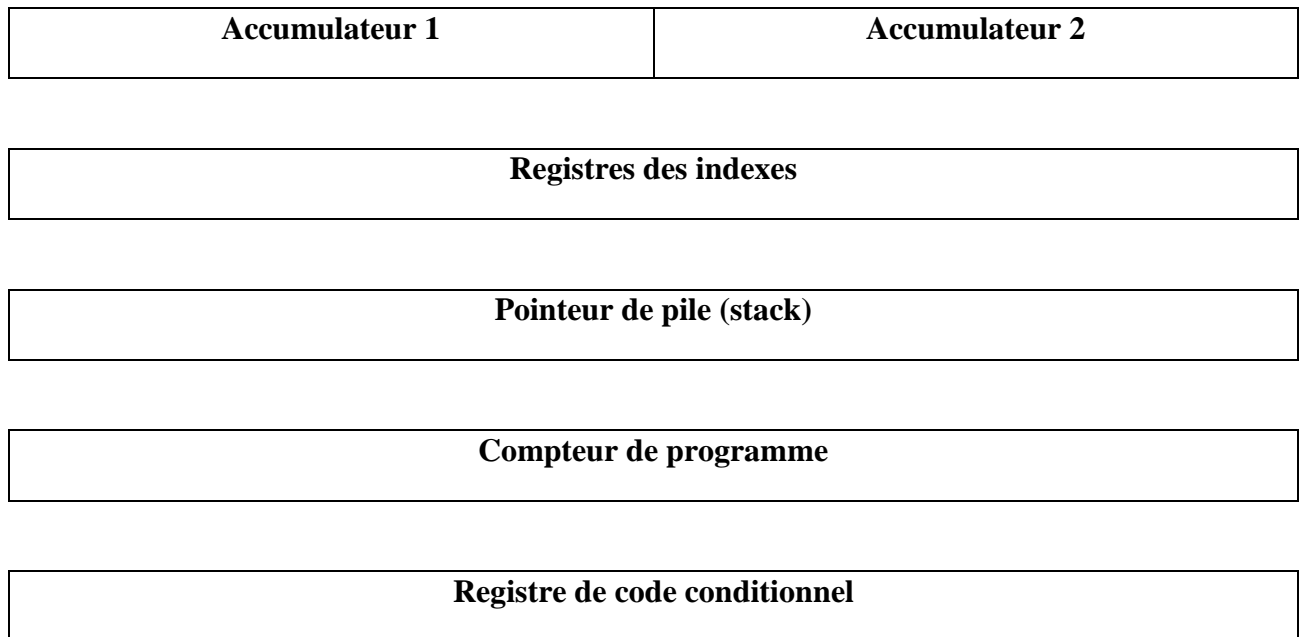 Accumulateur 1
Accumulateur 2
Registres des indexes
Pointeur de pile (stack)
Compteur de programme
Registre de code conditionnel